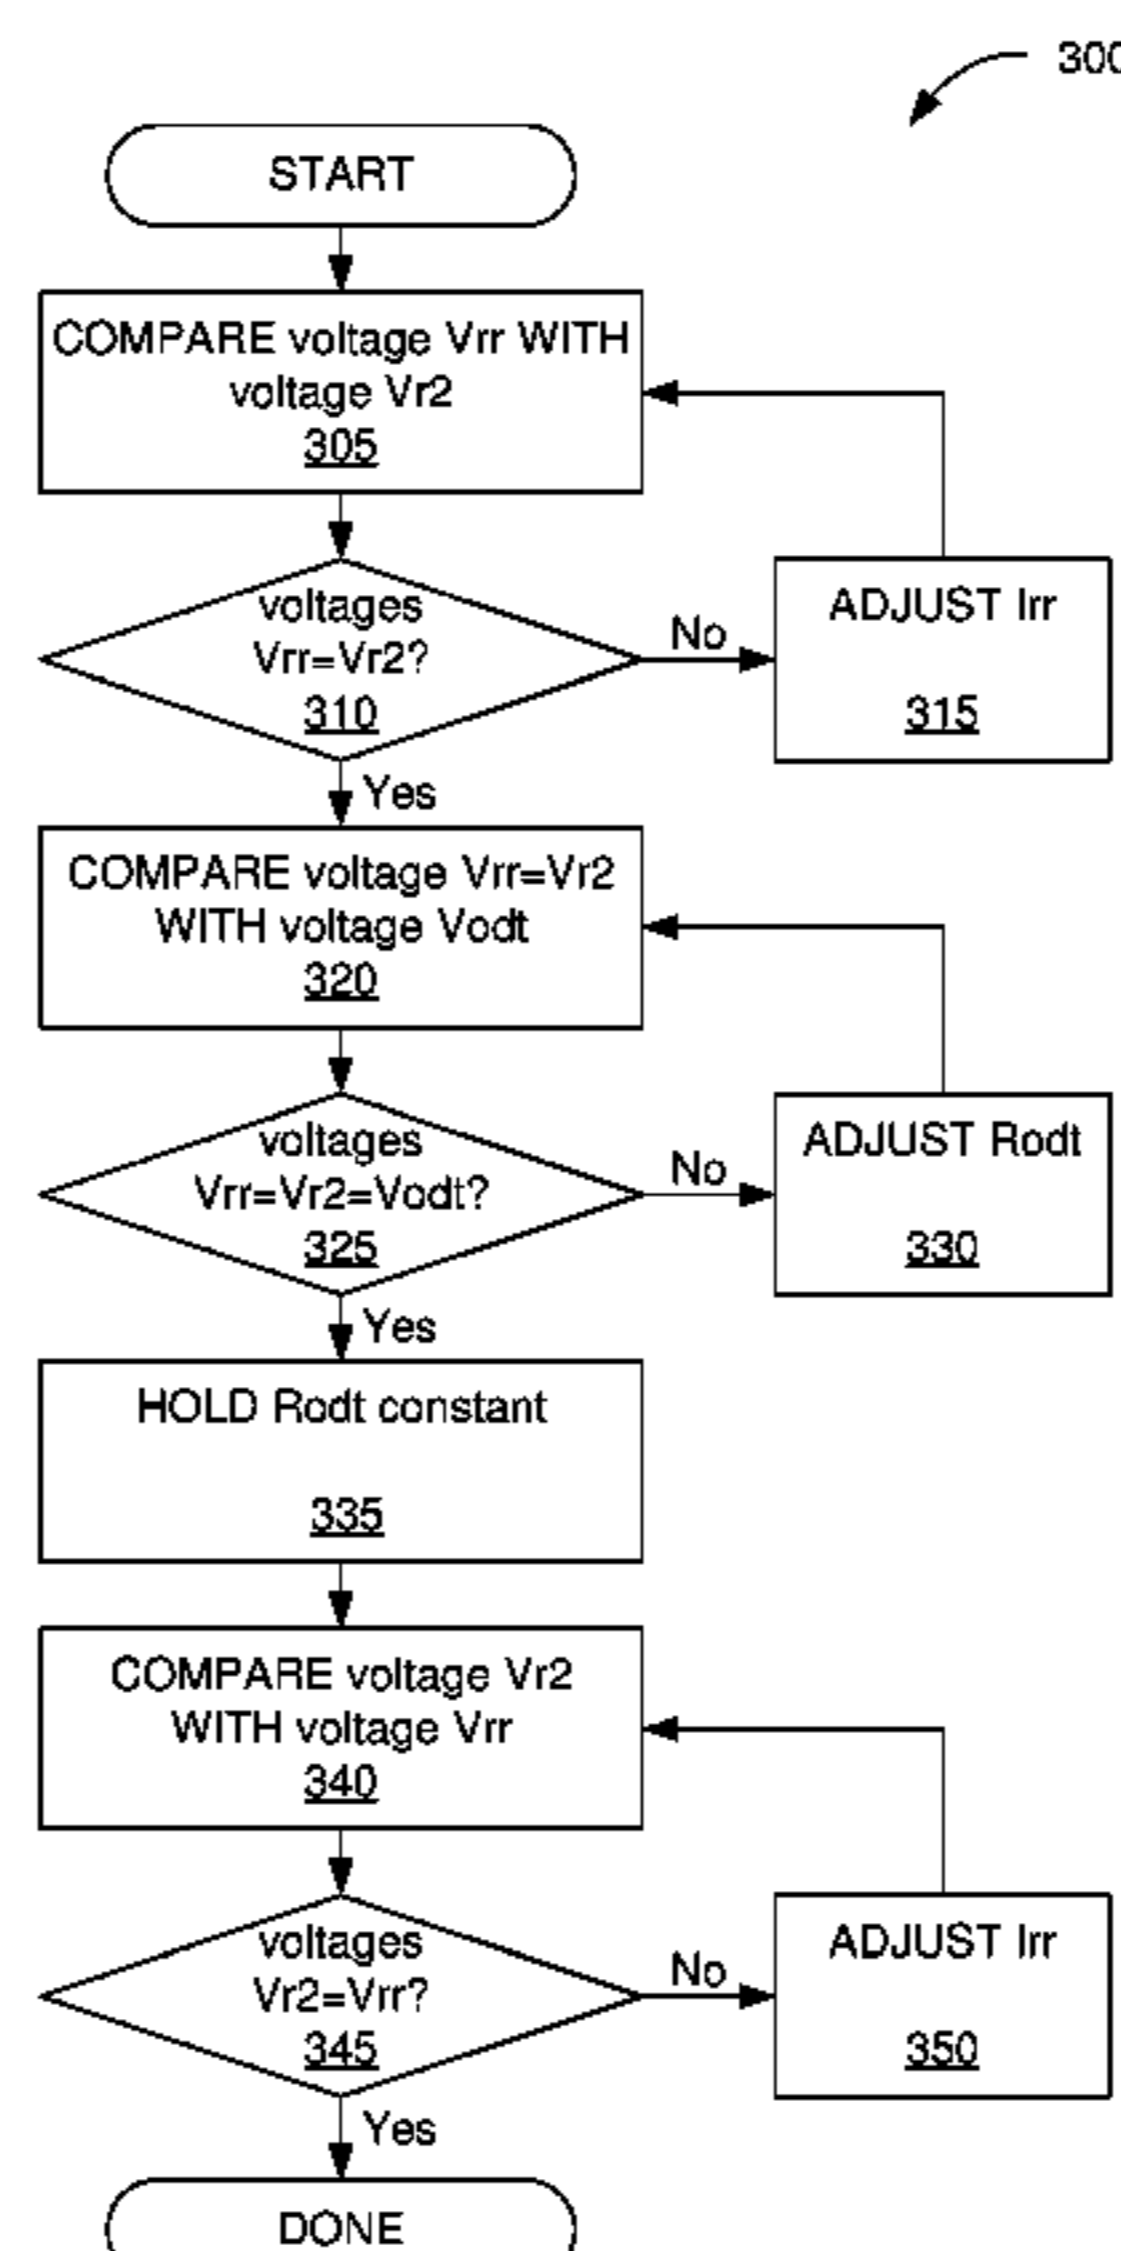 300
START
COMPARE voltage Vrr WITH
voltage Vr2
305
voltages
Vrr=Vr2?
310
No
ADJUST Irr
315
Yes
COMPARE voltage Vrr=Vr2
WITH voltage Vodt
320
voltages
Vrr=Vr2=Vodt?
325
No
ADJUST Rodt
330
Yes
HOLD Rodt constant
335
COMPARE voltage Vr2
WITH voltage Vrr
340
voltages
Vr2=Vrr?
345
No
ADJUST Irr
350
Yes
DONE